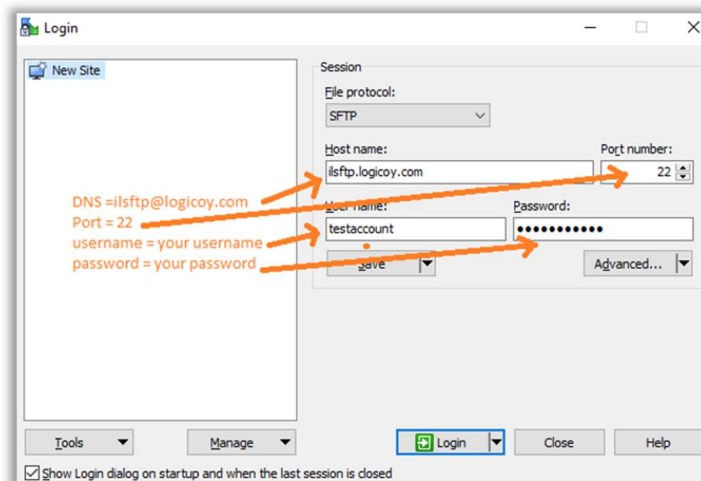 Login
New Site
Session
File protocol:
SFTP
Host name:
Port number:
ilsftp.logicoy.com
22
DNS =ilsftp@logicoy.com
Port = 22
username = your username
password = your password
User name:
Password:
testaccount
Save
Advanced...
Tools
Manage
Login
Close
Help
Show Login dialog on startup and when the last session is closed